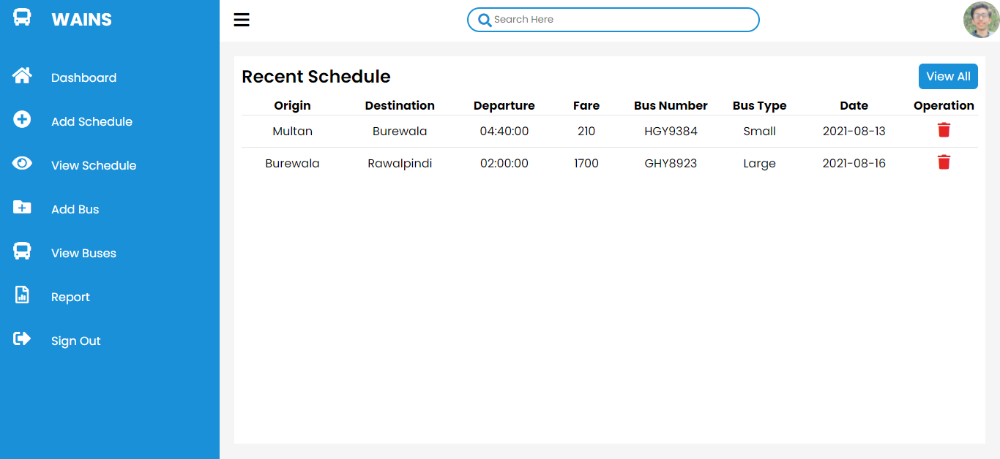 WAINS
Search Here
Dashboard
Add Schedule
View Schedule
Add Bus
View Buses
Report
Sign Out
Recent Schedule View All
Origin Destination Departure Fare Bus Number Bus Type Date Operation
Multan Burewala 04:40:00 210 HGY9384 Small 2021-08-13
Burewala Rawalpindi 02:00:00 1700 GHY8923 Large 2021-08-16